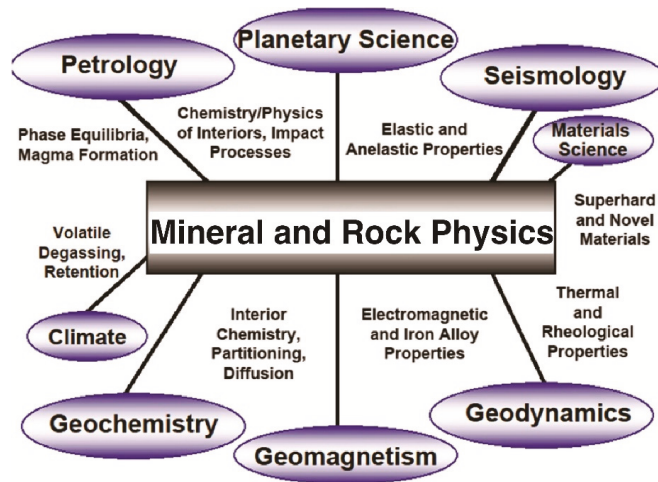 Planetary Science
Petrology
Seismology
Chemistry/Physics
of Interiors, Impact
Processes
Phase Equilibria,
Magma Formation
Elastic and
Anelastic Properties
Materials
Science
Mineral and Rock Physics
Superhard
and Novel
Materials
Volatile
Degassing,
Retention
Climate
Interior
Chemistry,
Partitioning,
Diffusion
Electromagnetic
and Iron Alloy
Properties
Thermal
and
Rheological
Properties
Geochemistry
Geomagnetism
Geodynamics